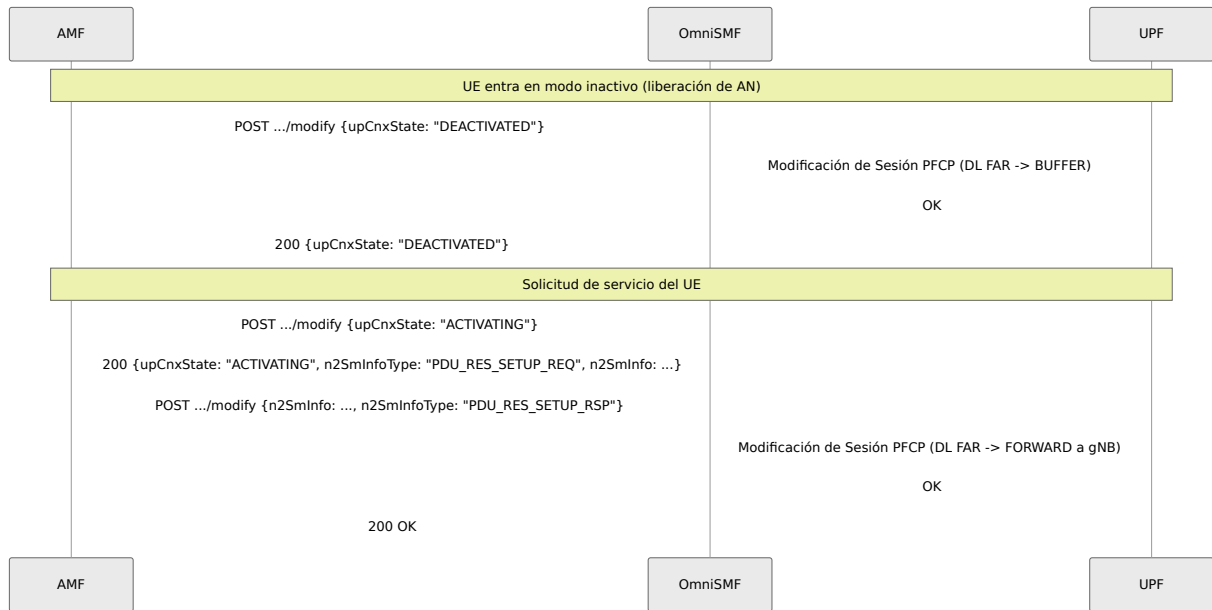 AMF
OmniSMF
UPF
UE entra en modo inactivo (liberación de AN)
POST .../modify {upCnxState: "DEACTIVATED"}
Modificación de Sesión PFCP (DL FAR -> BUFFER)
OK
200 {upCnxState: "DEACTIVATED"}
Solicitud de servicio del UE
POST .../modify {upCnxState: "ACTIVATING"}
200 {upCnxState: "ACTIVATING", n2SmInfoType: "PDU_RES_SETUP_REQ", n2SmInfo: ...}
POST .../modify {n2SmInfo: ..., n2SmInfoType: "PDU_RES_SETUP_RSP"}
Modificación de Sesión PFCP (DL FAR -> FORWARD a gNB)
OK
200 OK
AMF
OmniSMF
UPF